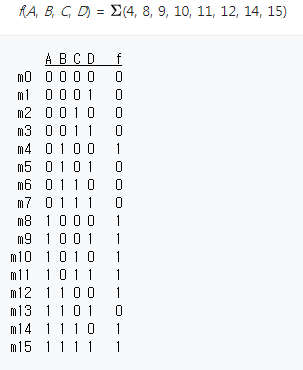 f(A, B, C, D) = Σ(4, 8, 9, 10, 11, 12, 14, 15)
A B C D f
m0 0 0 0 0 0
m1 0 0 0 1 0
m2 0 0 1 0 0
m3 0 0 1 1 0
m4 0 1 0 0 1
m5 0 1 0 1 0
m6 0 1 1 0 0
m7 0 1 1 1 0
m8 1 0 0 0 1
m9 1 0 0 1 1
m10 1 0 1 0 1
m11 1 0 1 1 1
m12 1 1 0 0 1
m13 1 1 0 1 0
m14 1 1 1 0 1
m15 1 1 1 1 1